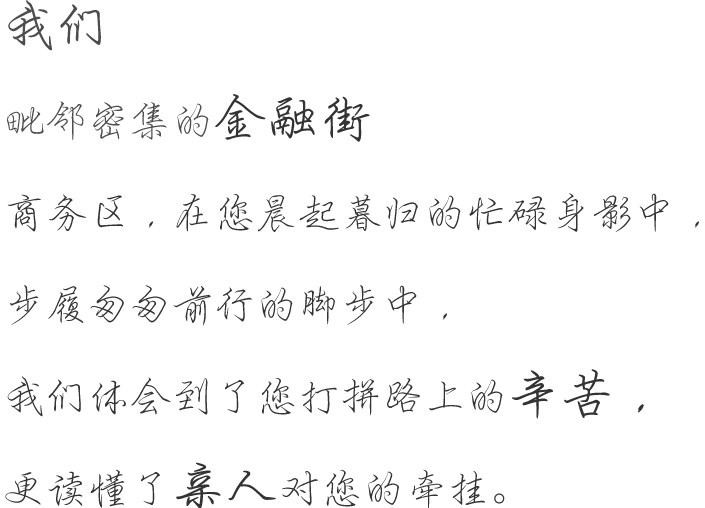 我们
毗邻密集的金融街
商务区，在您晨起暮归的忙碌身影中，
步履匆匆前行的脚步中，
我们体会到了您打拼路上的辛苦，
更读懂了亲人对您的牵挂。